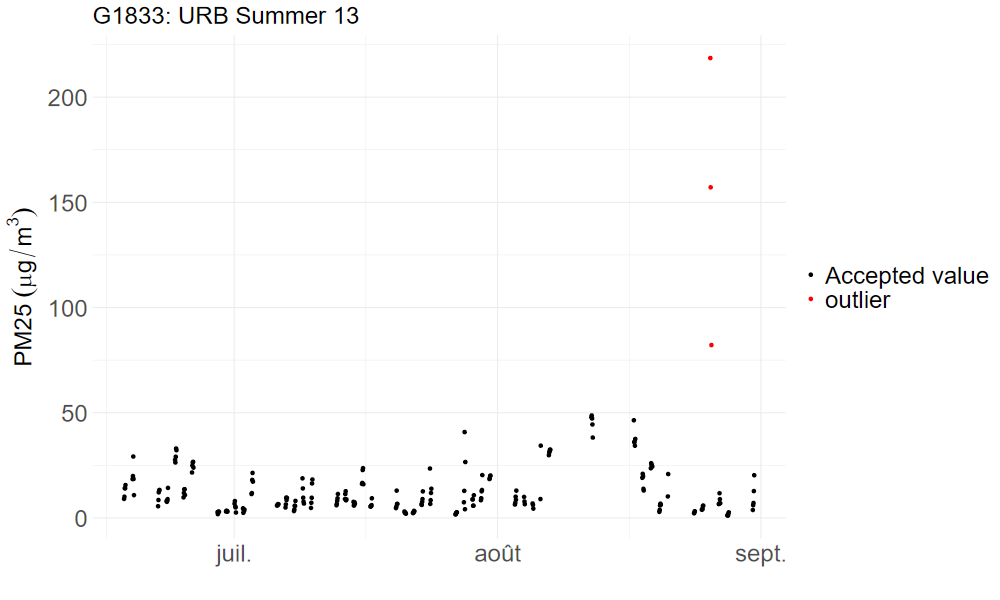 G1833: URB Summer 13
PM25 (μg/m³)
200
150
100
50
0
juil.
août
sept.
Accepted value
outlier